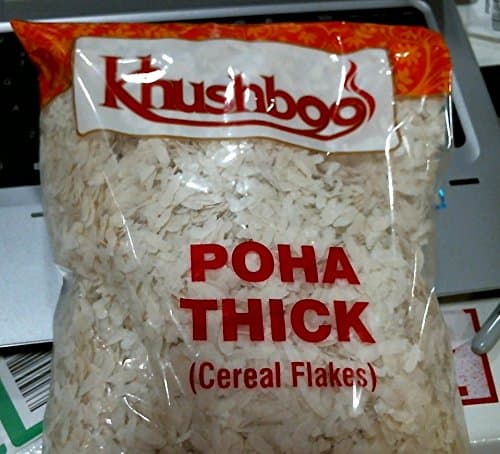 Khushboo
POHA
THICK
(Cereal Flakes)